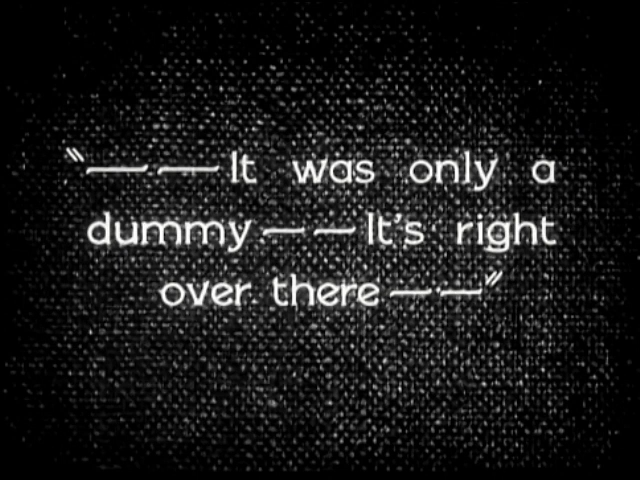 "— — It was only a
dummy — — It's right
over there — —"